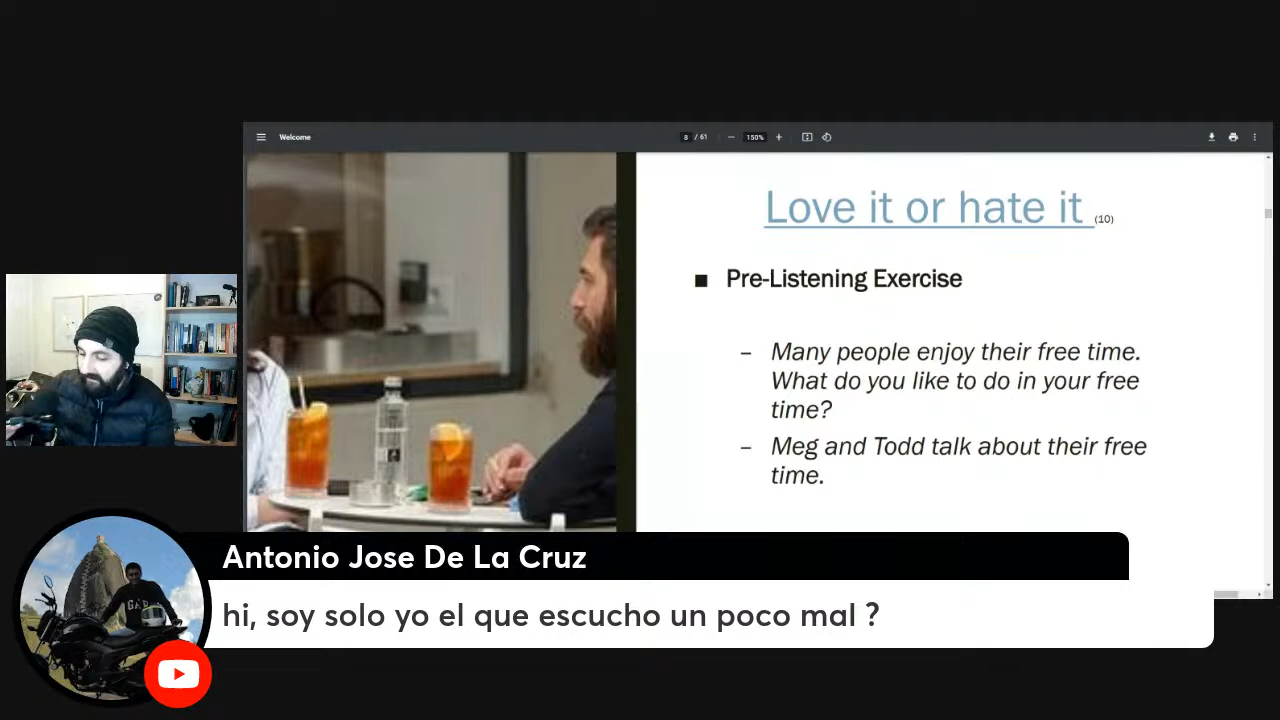 Welcome
8 / 61
150%
Love it or hate it (10)
■ Pre-Listening Exercise
– Many people enjoy their free time.
What do you like to do in your free
time?
– Meg and Todd talk about their free
time.
Antonio Jose De La Cruz
hi, soy solo yo el que escucho un poco mal ?